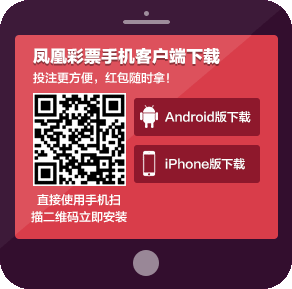 凤凰彩票手机客户端下载
投注更方便，红包随时拿！
Android版下载
iPhone版下载
直接使用手机扫
描二维码立即安装